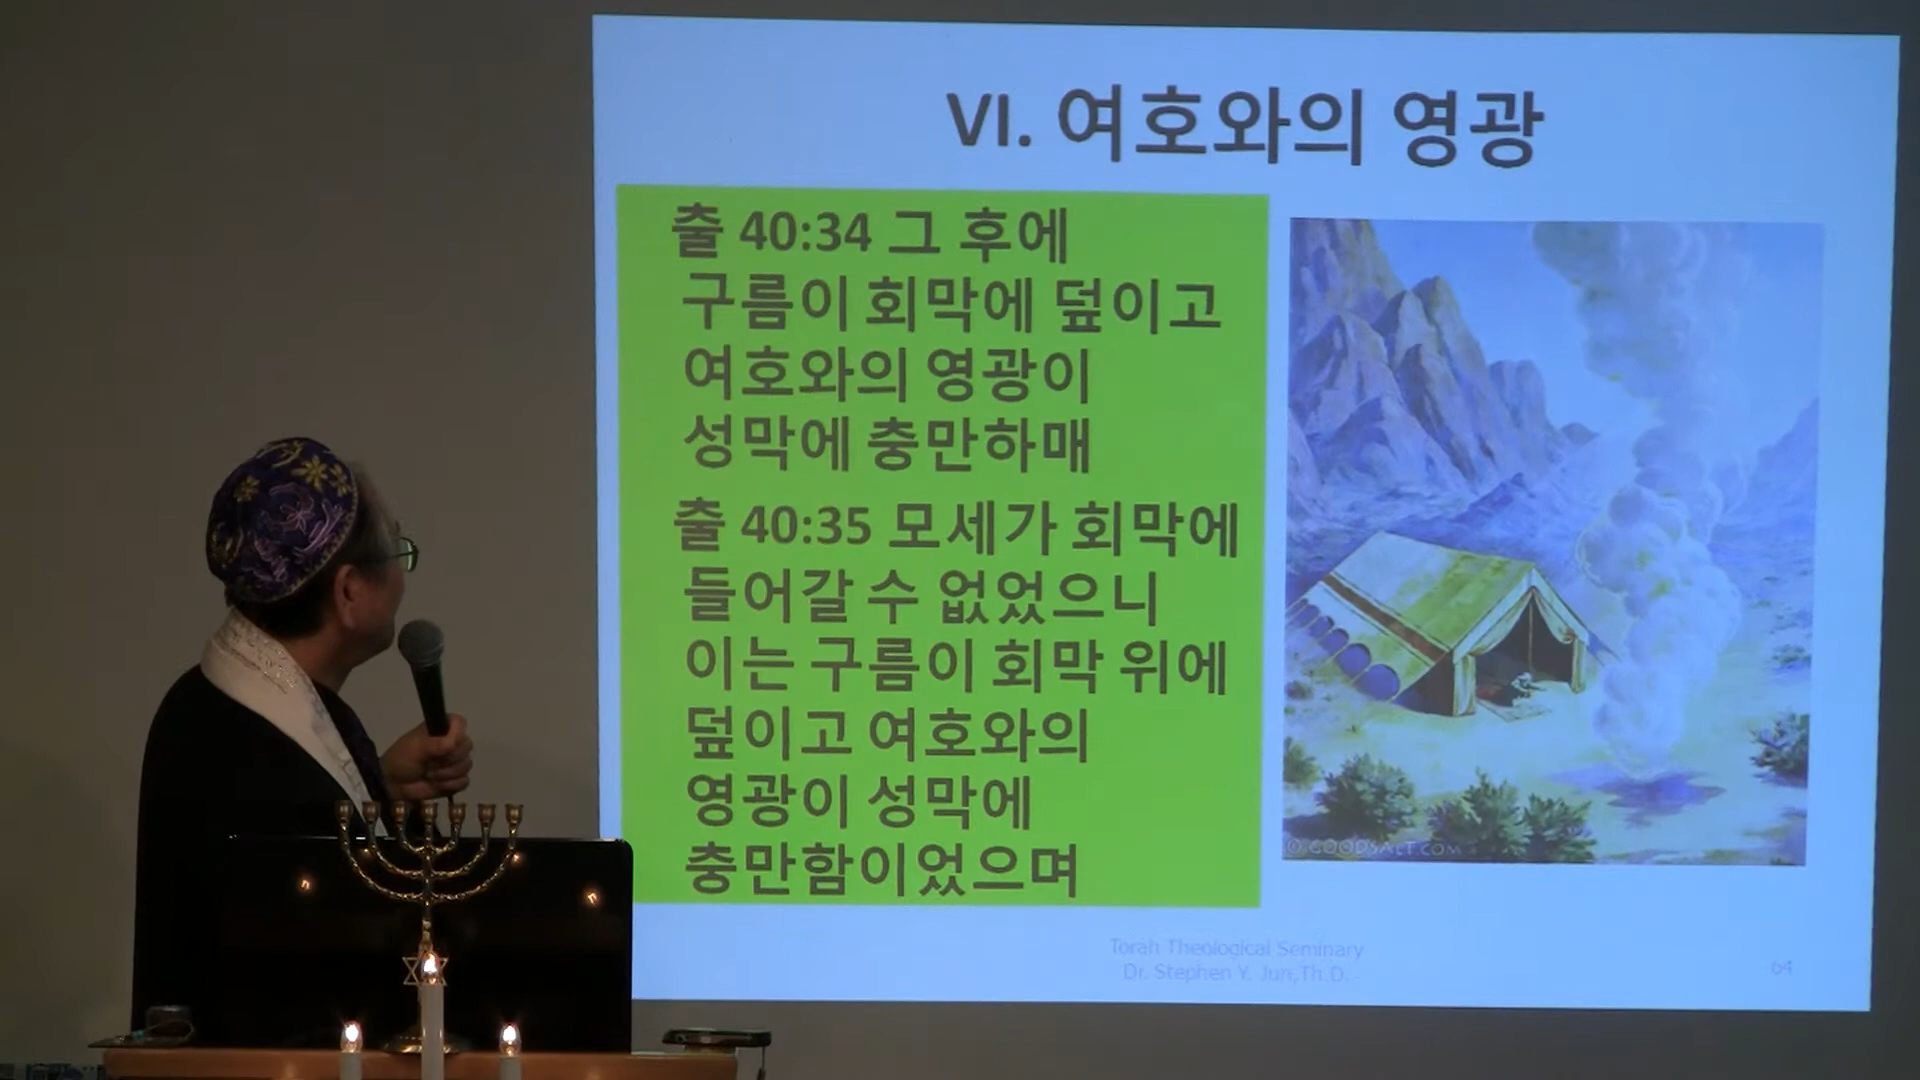 VI. 여호와의 영광
출 40:34 그 후에
구름이 회막에 덮이고
여호와의 영광이
성막에 충만하매
출 40:35 모세가 회막에
들어갈 수 없었으니
이는 구름이 회막 위에
덮이고 여호와의
영광이 성막에
충만함이었으며
© GOODSALT.COM
Torah Theological Seminary
Dr. Stephen Y. Jun,Th.D.
64